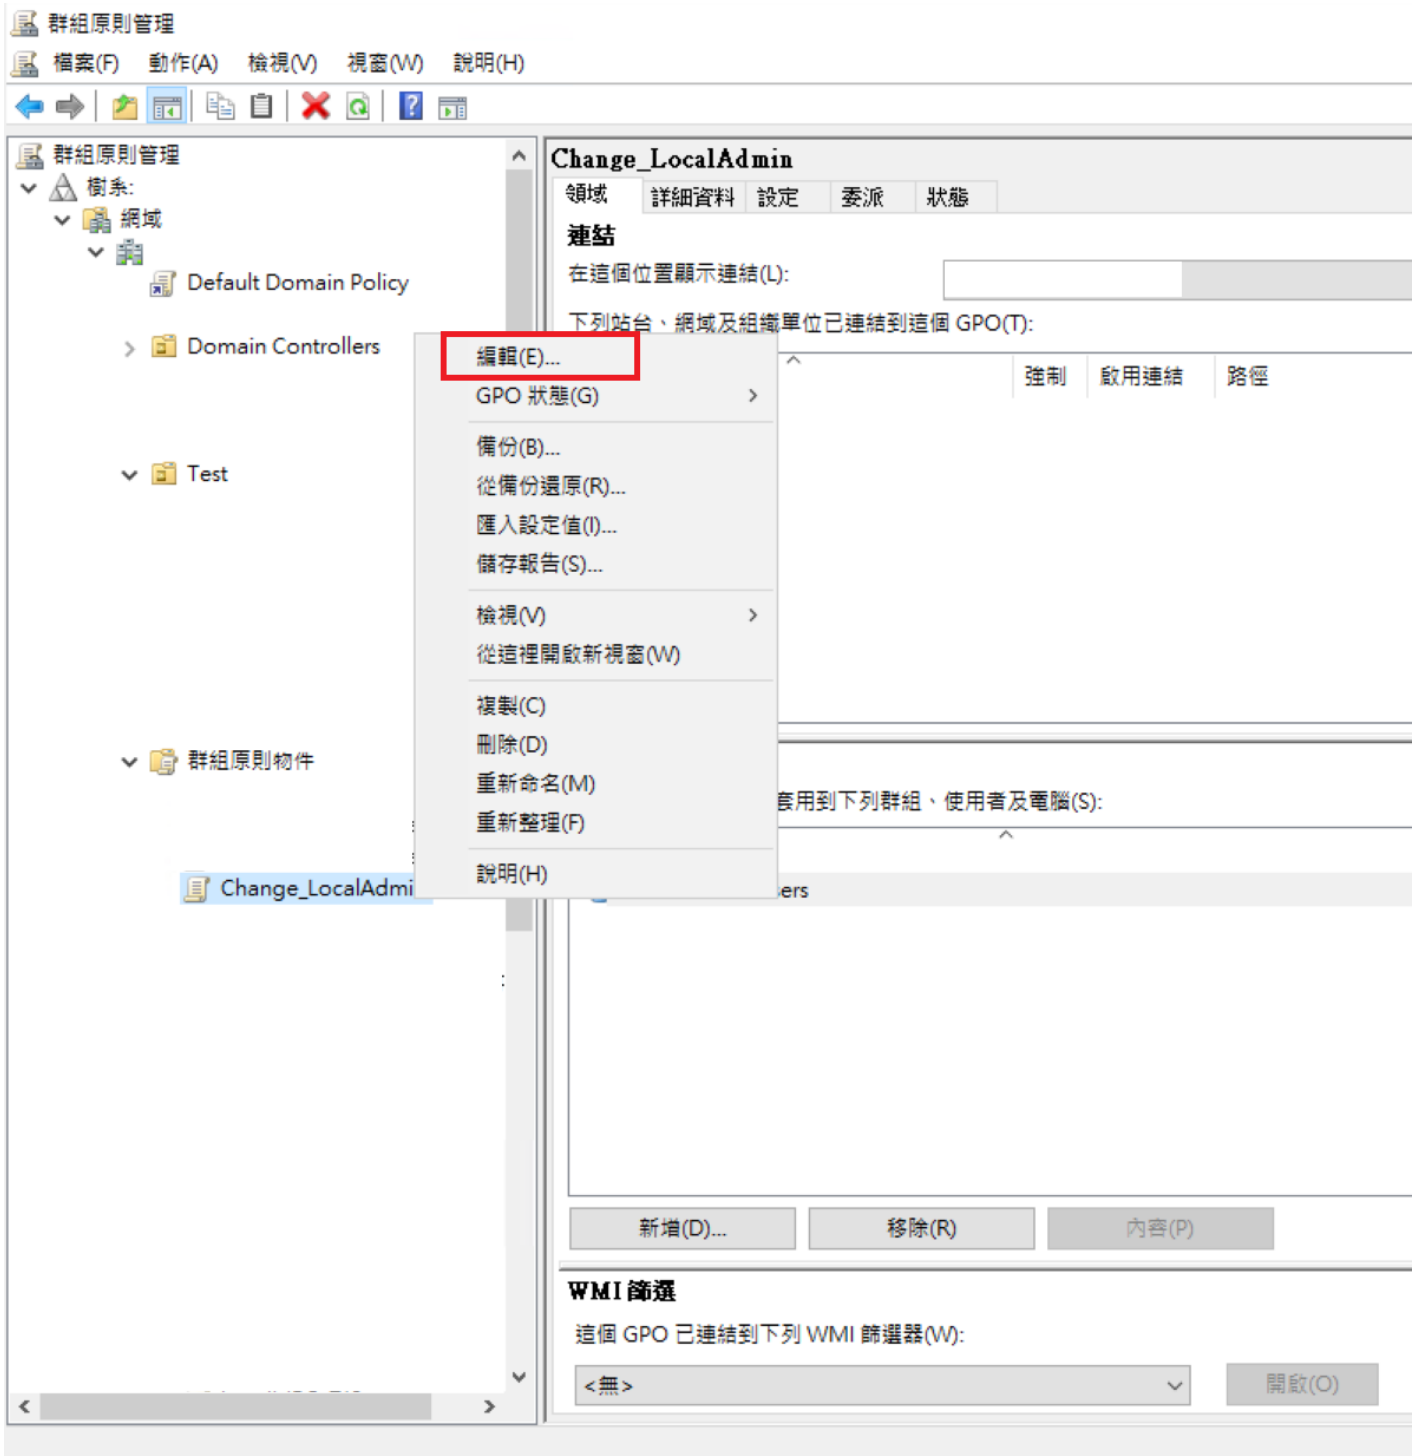 群組原則管理
檔案(F) 動作(A) 檢視(V) 視窗(W) 說明(H)
群組原則管理
樹系:
網域
Default Domain Policy
Domain Controllers
Test
群組原則物件
Change_LocalAdmi
編輯(E)...
GPO 狀態(G)
備份(B)...
從備份還原(R)...
匯入設定值(I)...
儲存報告(S)...
檢視(V)
從這裡開啟新視窗(W)
複製(C)
刪除(D)
重新命名(M)
重新整理(F)
說明(H)
Change_LocalAdmin
領域 詳細資料 設定 委派 狀態
連結
在這個位置顯示連結(L):
下列站台、網域及組織單位已連結到這個 GPO(T):
強制 啟用連結 路徑
套用到下列群組、使用者及電腦(S):
sers
新增(D)... 移除(R) 內容(P)
WMI 篩選
這個 GPO 已連結到下列 WMI 篩選器(W):
<無> 開啟(O)